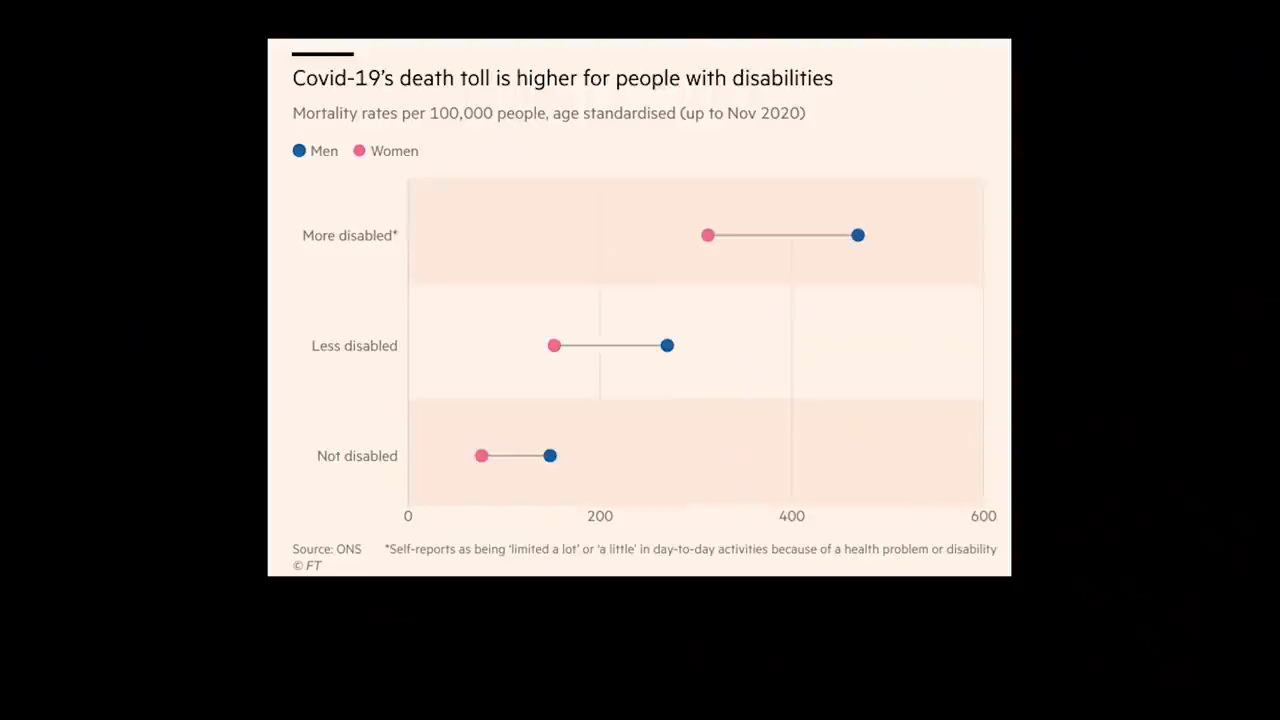 Covid-19’s death toll is higher for people with disabilities
Mortality rates per 100,000 people, age standardised (up to Nov 2020)
Men Women
More disabled*
Less disabled
Not disabled
0 200 400 600
Source: ONS *Self-reports as being ‘limited a lot’ or ‘a little’ in day-to-day activities because of a health problem or disability
© FT